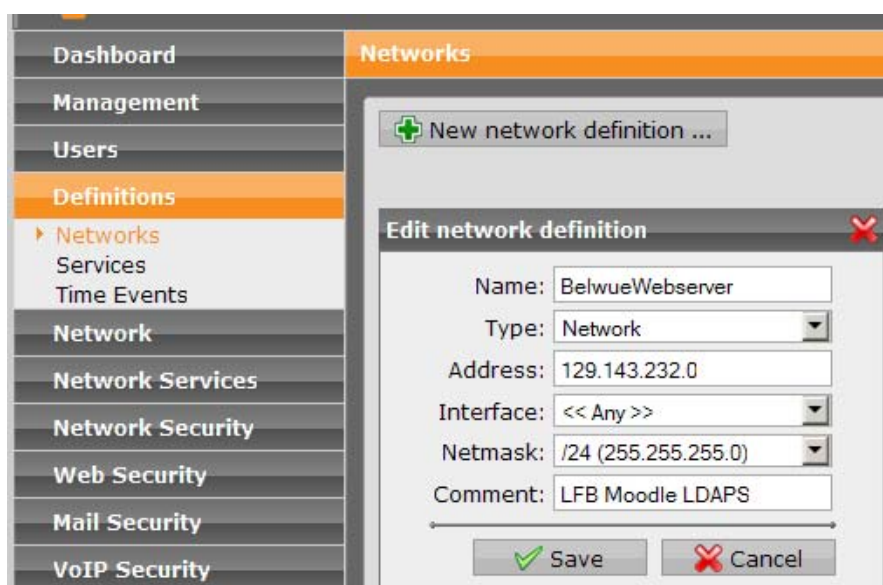 Dashboard
Management
Users
Definitions
Networks
Services
Time Events
Network
Network Services
Network Security
Web Security
Mail Security
VoIP Security
Networks
New network definition ...
Edit network definition
Name: BelwueWebserver
Type: Network
Address: 129.143.232.0
Interface: << Any >>
Netmask: /24 (255.255.255.0)
Comment: LFB Moodle LDAPS
Save Cancel